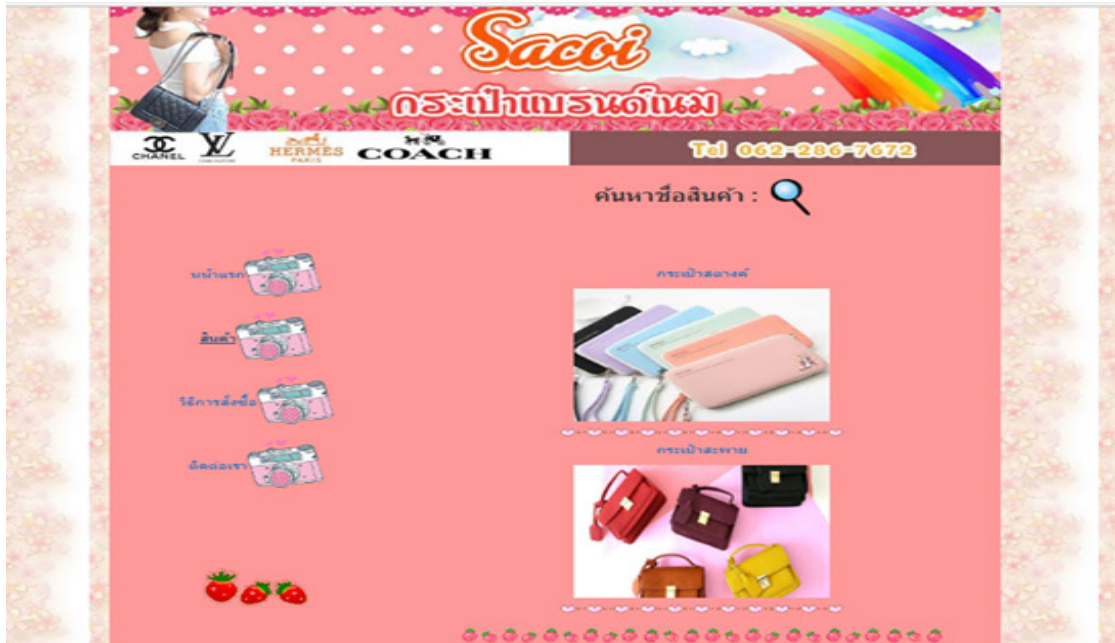 Sacoi
กระเป๋าแบรนด์เนม
CHANEL
HERMES
PARIS
COACH
Tel 062-286-7672
ค้นหาชื่อสินค้า :
หน้าแรก
สินค้า
วิธีการสั่งซื้อ
ติดต่อเรา
กระเป๋าสตางค์
กระเป๋าสะพาย